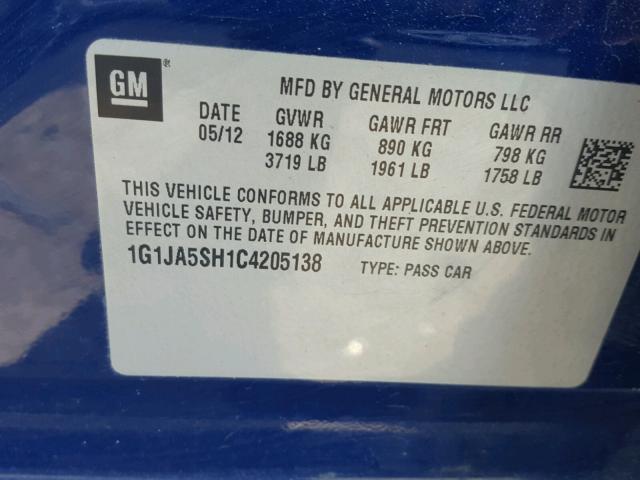 GM®
MFD BY GENERAL MOTORS LLC
DATE GVWR GAWR FRT GAWR RR
05/12 1688 KG 890 KG 798 KG
3719 LB 1961 LB 1758 LB
THIS VEHICLE CONFORMS TO ALL APPLICABLE U.S. FEDERAL MOTOR
VEHICLE SAFETY, BUMPER, AND THEFT PREVENTION STANDARDS IN
EFFECT ON THE DATE OF MANUFACTURE SHOWN ABOVE.
1G1JA5SH1C4205138 TYPE: PASS CAR